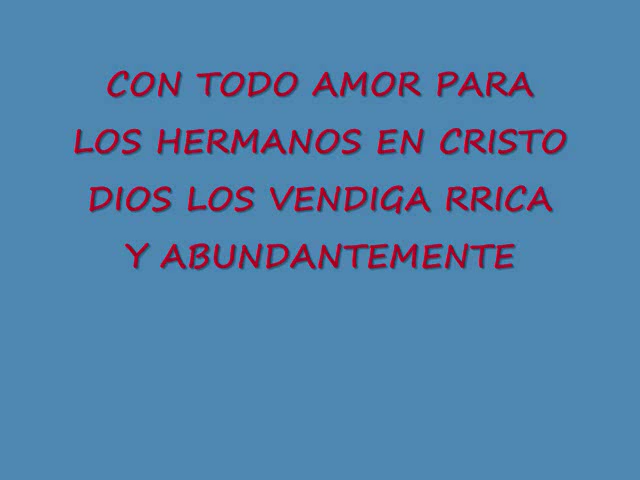 CON TODO AMOR PARA
LOS HERMANOS EN CRISTO
DIOS LOS VENDIGA RRICA
Y ABUNDANTEMENTE